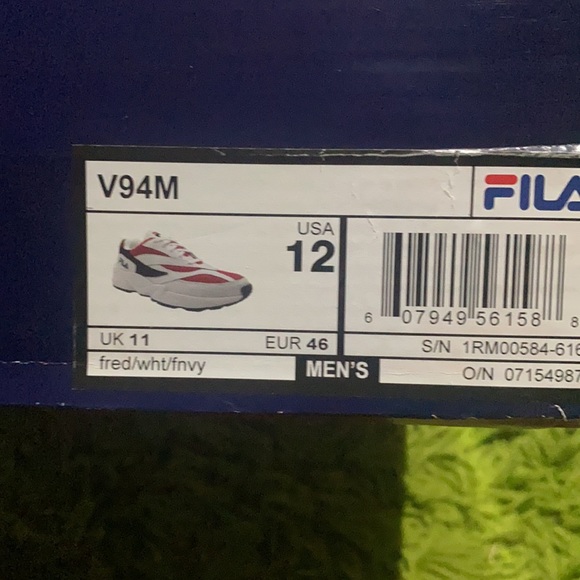 V94M
FILA
USA
12
6 07949 56158 8
UK 11 EUR 46
S/N 1RM00584-616
fred/wht/fnvy
MEN'S
O/N 07154987